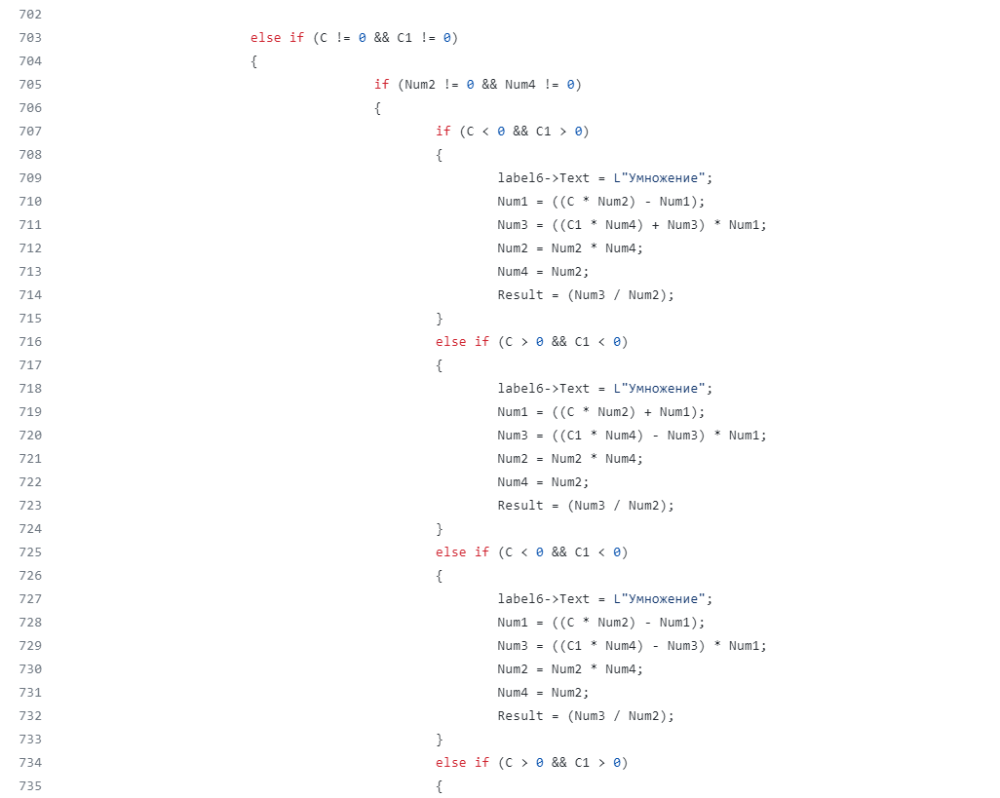 702
703 else if (C != 0 && C1 != 0)
704 {
705 if (Num2 != 0 && Num4 != 0)
706 {
707 if (C < 0 && C1 > 0)
708 {
709 label6->Text = L"Умножение";
710 Num1 = ((C * Num2) - Num1);
711 Num3 = ((C1 * Num4) + Num3) * Num1;
712 Num2 = Num2 * Num4;
713 Num4 = Num2;
714 Result = (Num3 / Num2);
715 }
716 else if (C > 0 && C1 < 0)
717 {
718 label6->Text = L"Умножение";
719 Num1 = ((C * Num2) + Num1);
720 Num3 = ((C1 * Num4) - Num3) * Num1;
721 Num2 = Num2 * Num4;
722 Num4 = Num2;
723 Result = (Num3 / Num2);
724 }
725 else if (C < 0 && C1 < 0)
726 {
727 label6->Text = L"Умножение";
728 Num1 = ((C * Num2) - Num1);
729 Num3 = ((C1 * Num4) - Num3) * Num1;
730 Num2 = Num2 * Num4;
731 Num4 = Num2;
732 Result = (Num3 / Num2);
733 }
734 else if (C > 0 && C1 > 0)
735 {